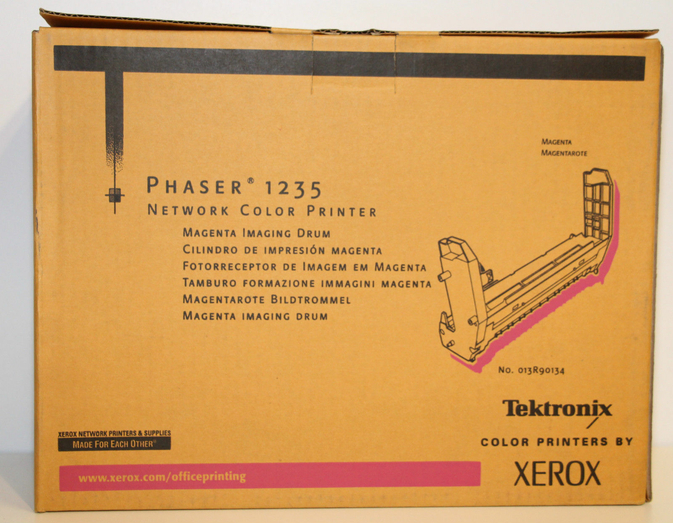 MAGENTA
MAGENTAROTE
PHASER® 1235
NETWORK COLOR PRINTER
MAGENTA IMAGING DRUM
CILINDRO DE IMPRESIÓN MAGENTA
FOTORRECEPTOR DE IMAGEM EM MAGENTA
TAMBURO FORMAZIONE IMMAGINI MAGENTA
MAGENTAROTE BILDTROMMEL
MAGENTA IMAGING DRUM
NO. 013R90134
Tektronix
COLOR PRINTERS BY
XEROX
XEROX NETWORK PRINTERS & SUPPLIES
MADE FOR EACH OTHER®
www.xerox.com/officeprinting